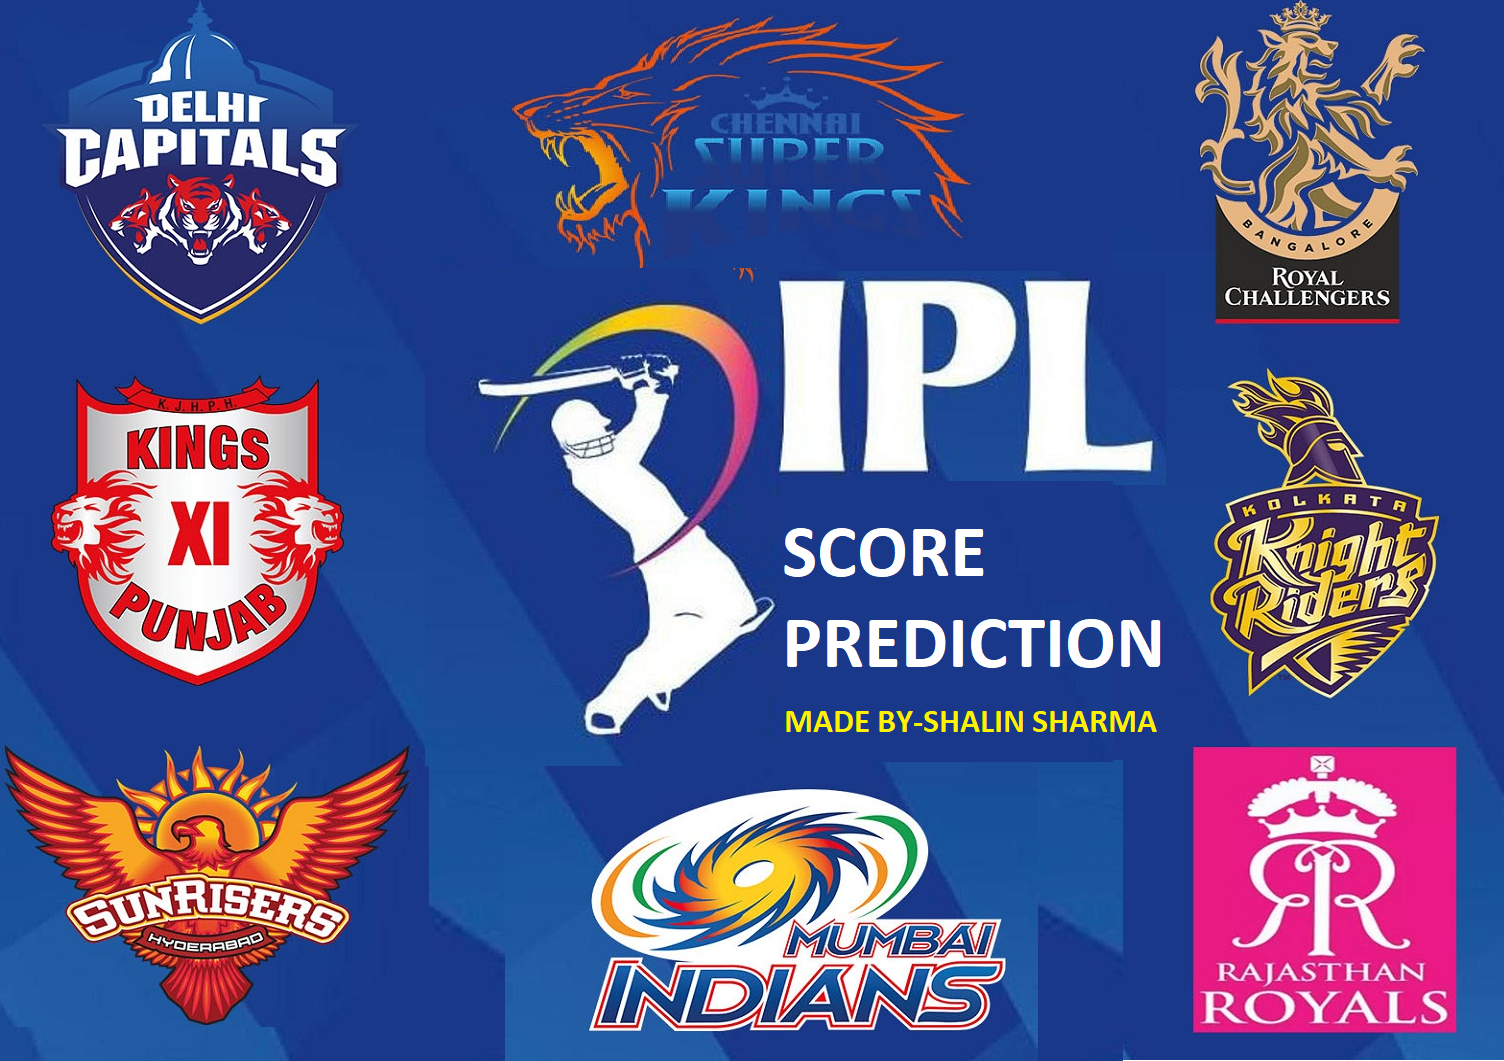 DELHI
CAPITALS
CHENNAI
SUPER
KINGS
BANGALORE
ROYAL
CHALLENGERS
IPL
K. J. H. P. H.
KINGS
XI
PUNJAB
KOLKATA
Knight
Riders
TM
SCORE
PREDICTION
MADE BY-SHALIN SHARMA
SUNRISERS
HYDERABAD
MUMBAI
INDIANS
RAJASTHAN
ROYALS